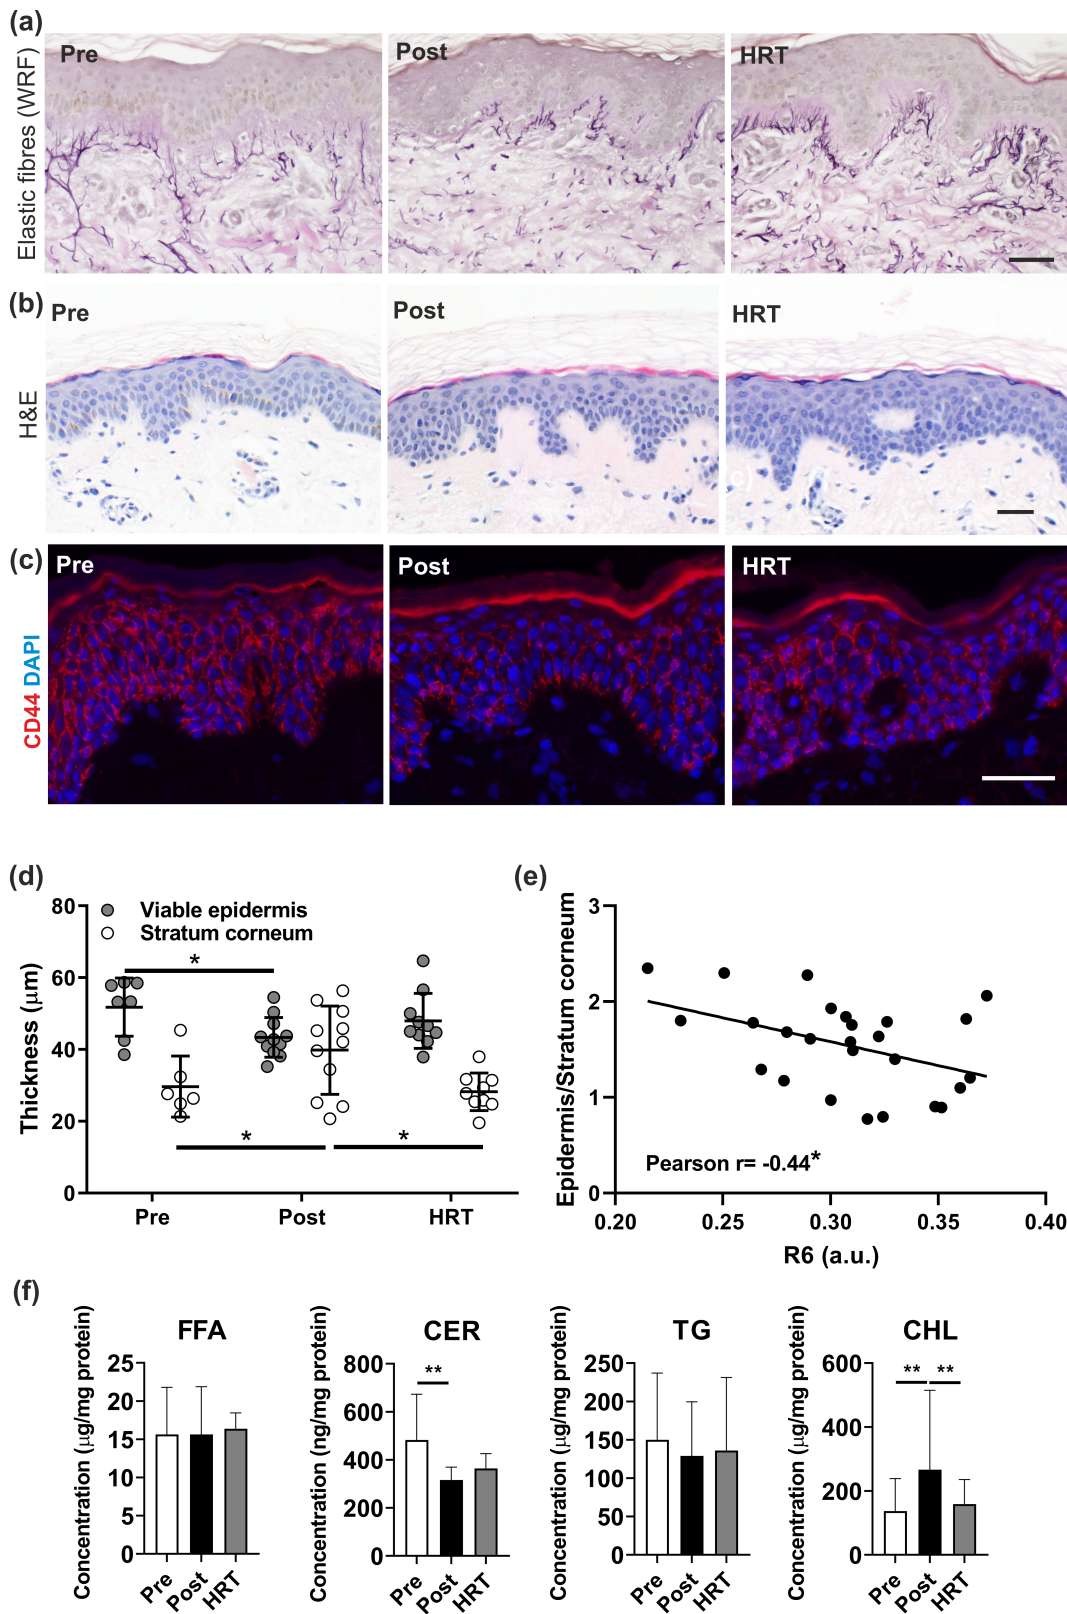 (a)
Elastic fibres (WRF)
Pre
Post
HRT
(b)
H&E
Pre
Post
HRT
c)
(c)
CD44 DAPI
Pre
Post
HRT
(d)
Thickness (μm)
80
60
40
20
0
Viable epidermis
Stratum corneum
*
*
*
Pre
Post
HRT
(e)
Epidermis/Stratum corneum
3
2
1
0
Pearson r= -0.44*
0.20
0.25
0.30
0.35
0.40
R6 (a.u.)
(f)
FFA
Concentration (μg/mg protein)
25
20
15
10
5
0
Pre
Post
HRT
CER
Concentration (ng/mg protein)
800
600
400
200
0
**
Pre
Post
HRT
TG
Concentration (μg/mg protein)
250
200
150
100
50
0
Pre
Post
HRT
CHL
Concentration (μg/mg protein)
600
400
200
0
**
**
Pre
Post
HRT